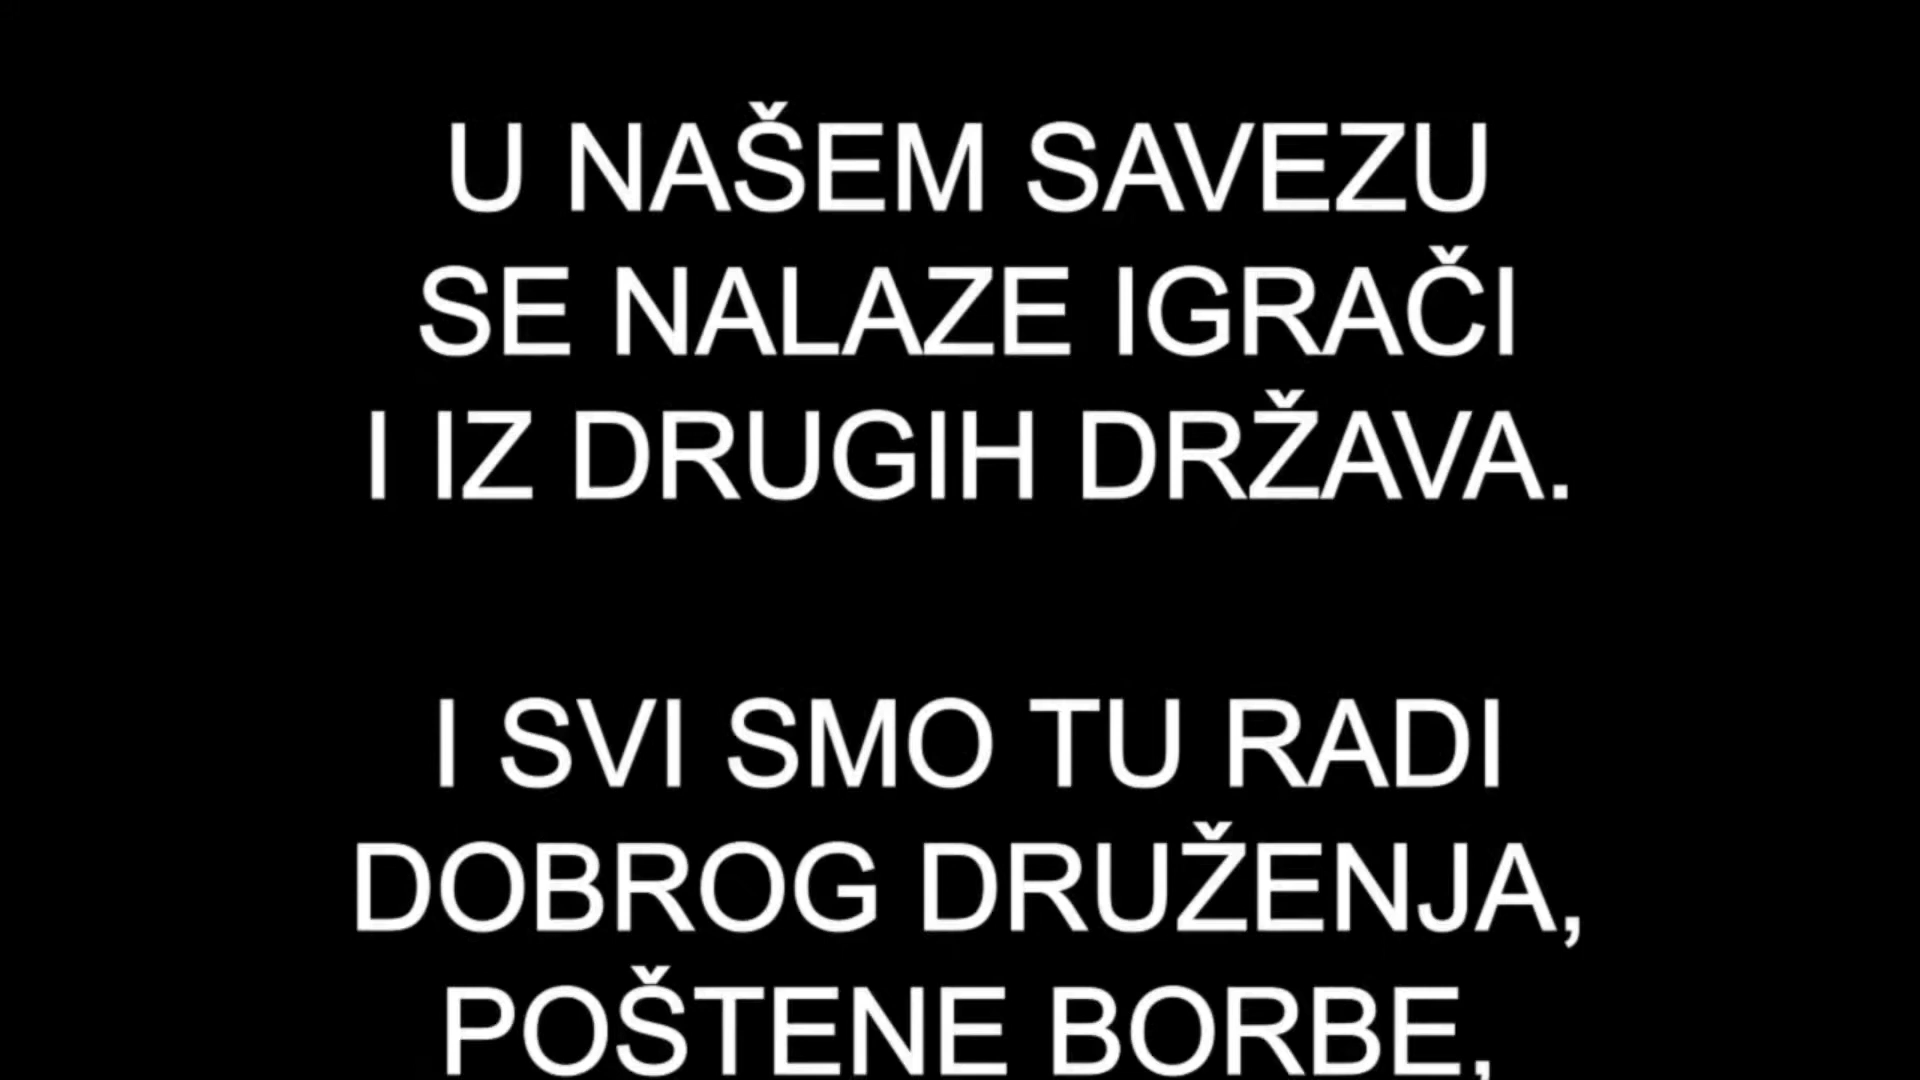 U NAŠEM SAVEZU
SE NALAZE IGRAČI
I IZ DRUGIH DRŽAVA.
I SVI SMO TU RADI
DOBROG DRUŽENJA,
POŠTENE BORBE,